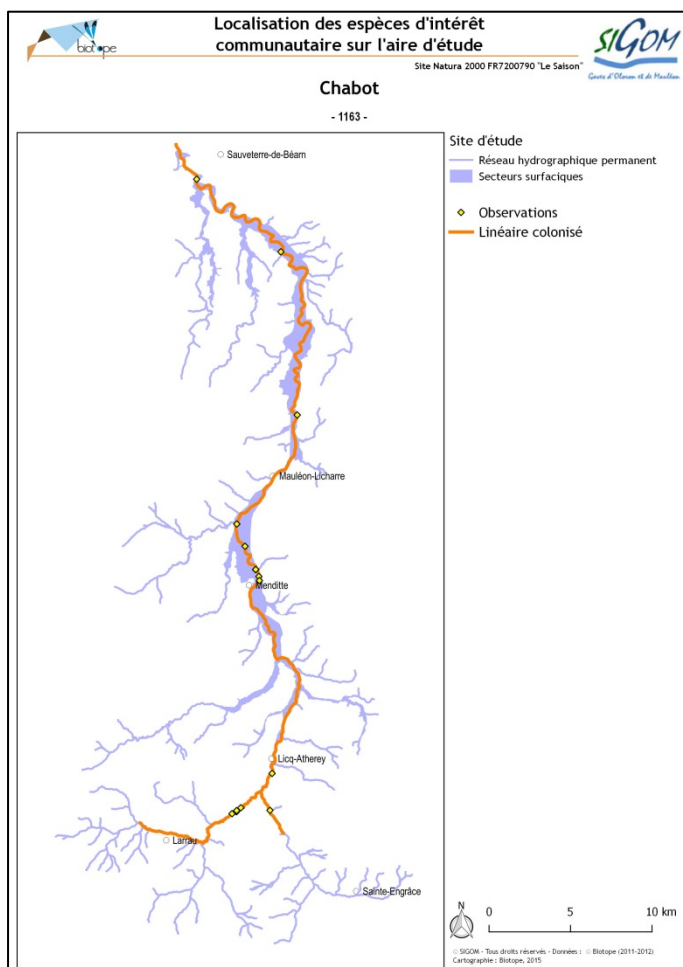 biotope
Localisation des espèces d'intérêt
communautaire sur l'aire d'étude
SIGOM
Gaves d'Oloron et de Mauléon
Site Natura 2000 FR7200790 "Le Saison"
Chabot
- 1163 -
Site d'étude
Réseau hydrographique permanent
Secteurs surfaciques
Observations
Linéaire colonisé
Sauveterre-de-Béarn
Mauléon-Licharre
Menditte
Licq-Atherey
Larrau
Sainte-Engrâce
N
0 5 10 km
© SIGOM - Tous droits réservés - Données : © Biotope (2011-2012)
Cartographie : Biotope, 2015